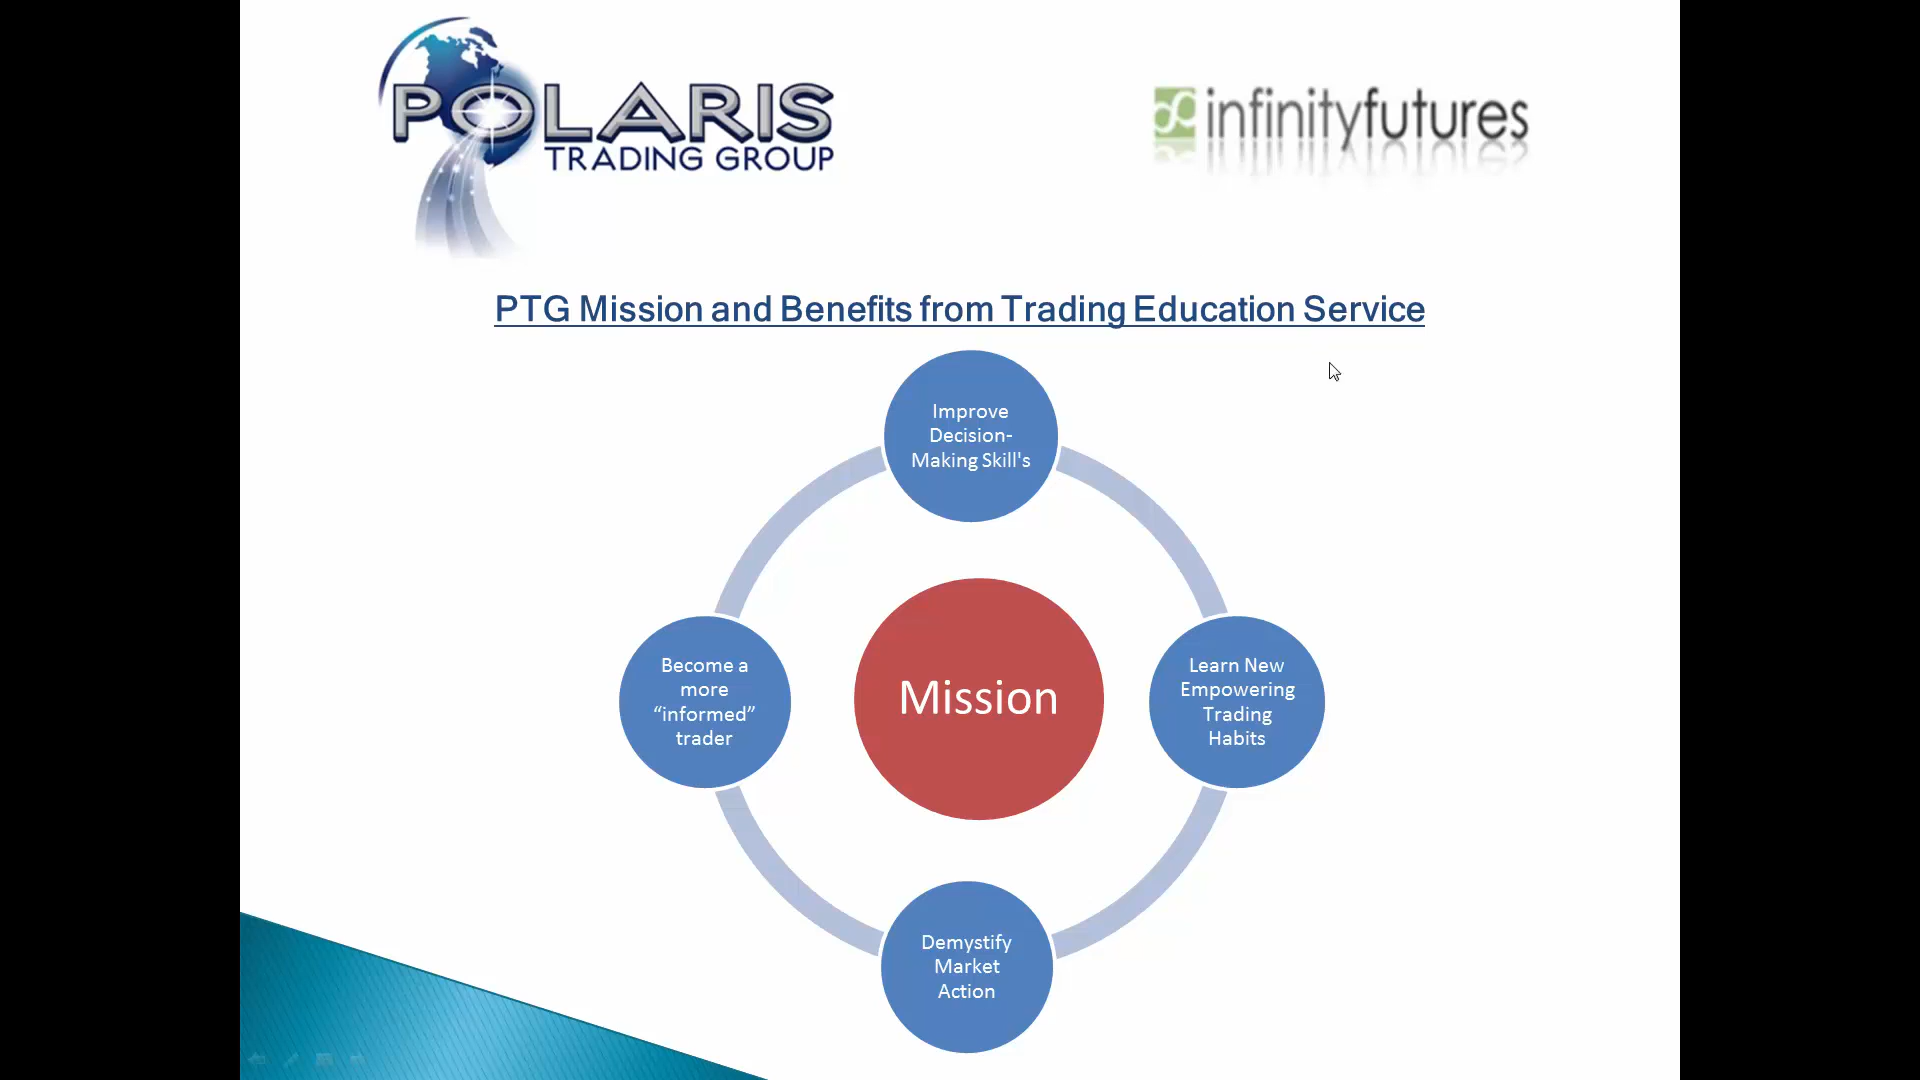 POLARIS
TRADING GROUP
infinityfutures
PTG Mission and Benefits from Trading Education Service
Improve
Decision-
Making Skill's
Become a
more
“informed”
trader
Mission
Learn New
Empowering
Trading
Habits
Demystify
Market
Action